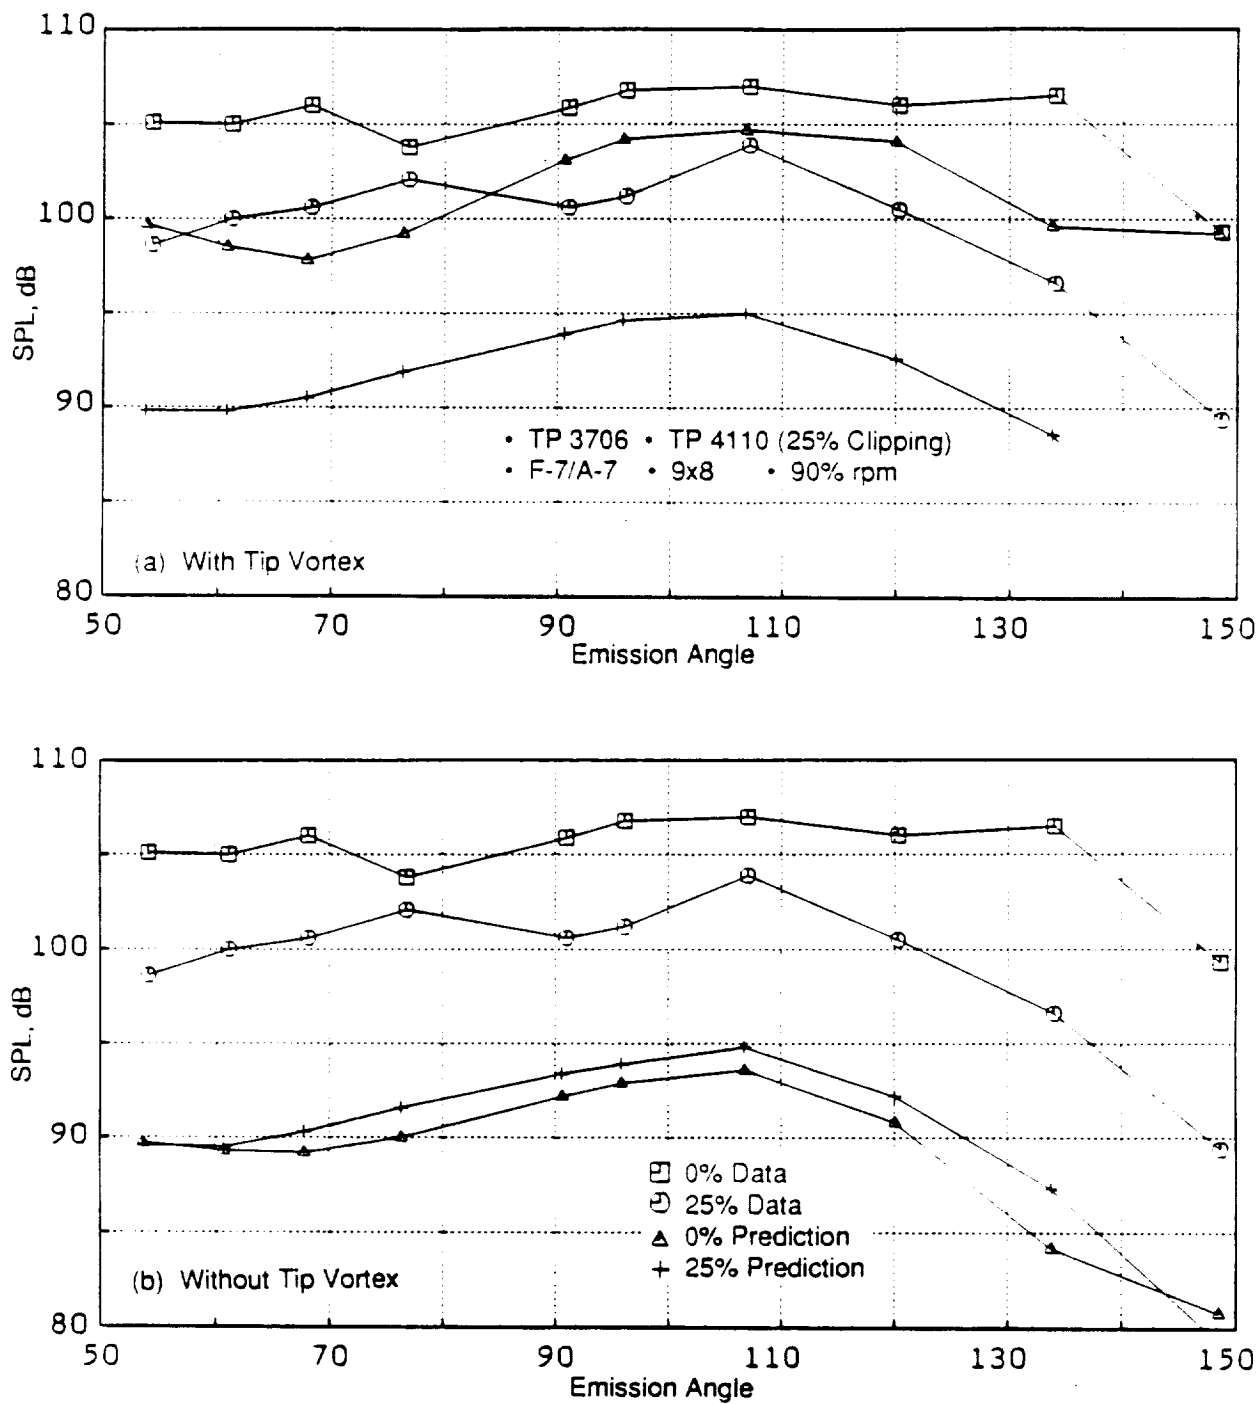 110
100
90
80
SPL, dB
• TP 3706 • TP 4110 (25% Clipping)
• F-7/A-7 • 9x8 • 90% rpm
(a) With Tip Vortex
50 70 90 110 130 150
Emission Angle
110
100
90
80
SPL, dB
0% Data
25% Data
0% Prediction
25% Prediction
(b) Without Tip Vortex
50 70 90 110 130 150
Emission Angle